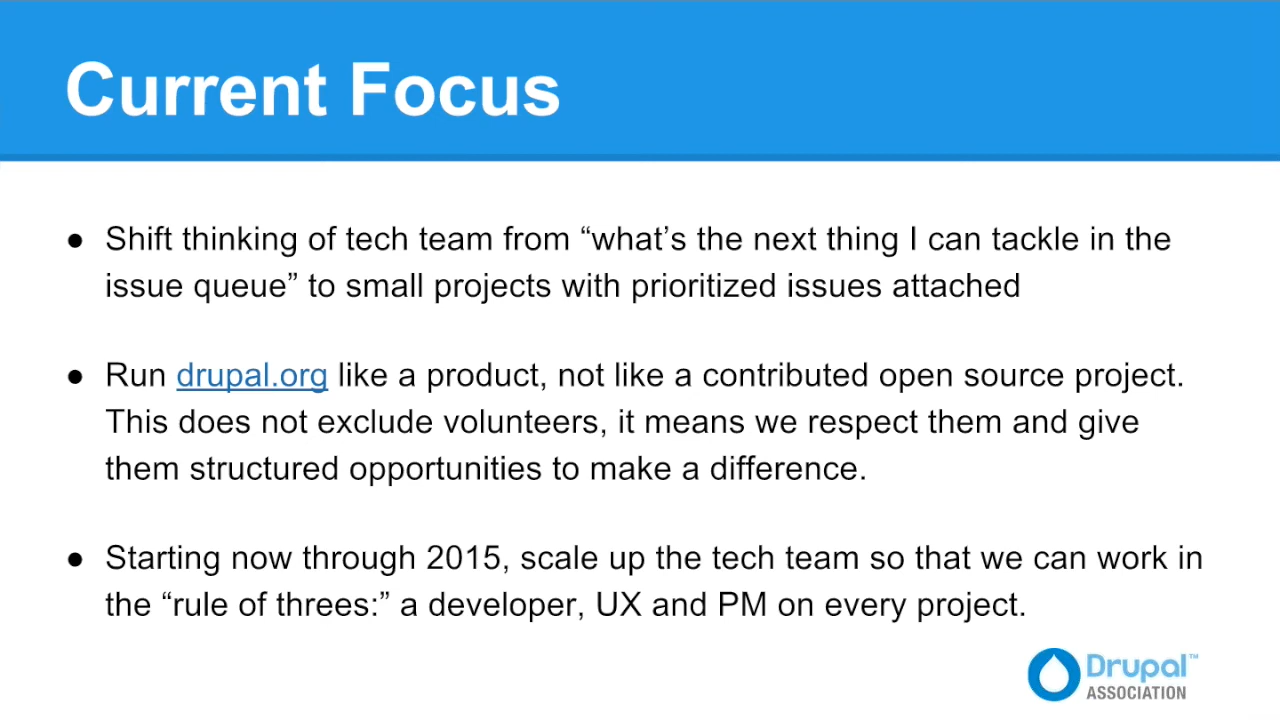 Current Focus
● Shift thinking of tech team from “what’s the next thing I can tackle in the
issue queue” to small projects with prioritized issues attached
● Run drupal.org like a product, not like a contributed open source project.
This does not exclude volunteers, it means we respect them and give
them structured opportunities to make a difference.
● Starting now through 2015, scale up the tech team so that we can work in
the “rule of threes:” a developer, UX and PM on every project.
Drupal™
ASSOCIATION